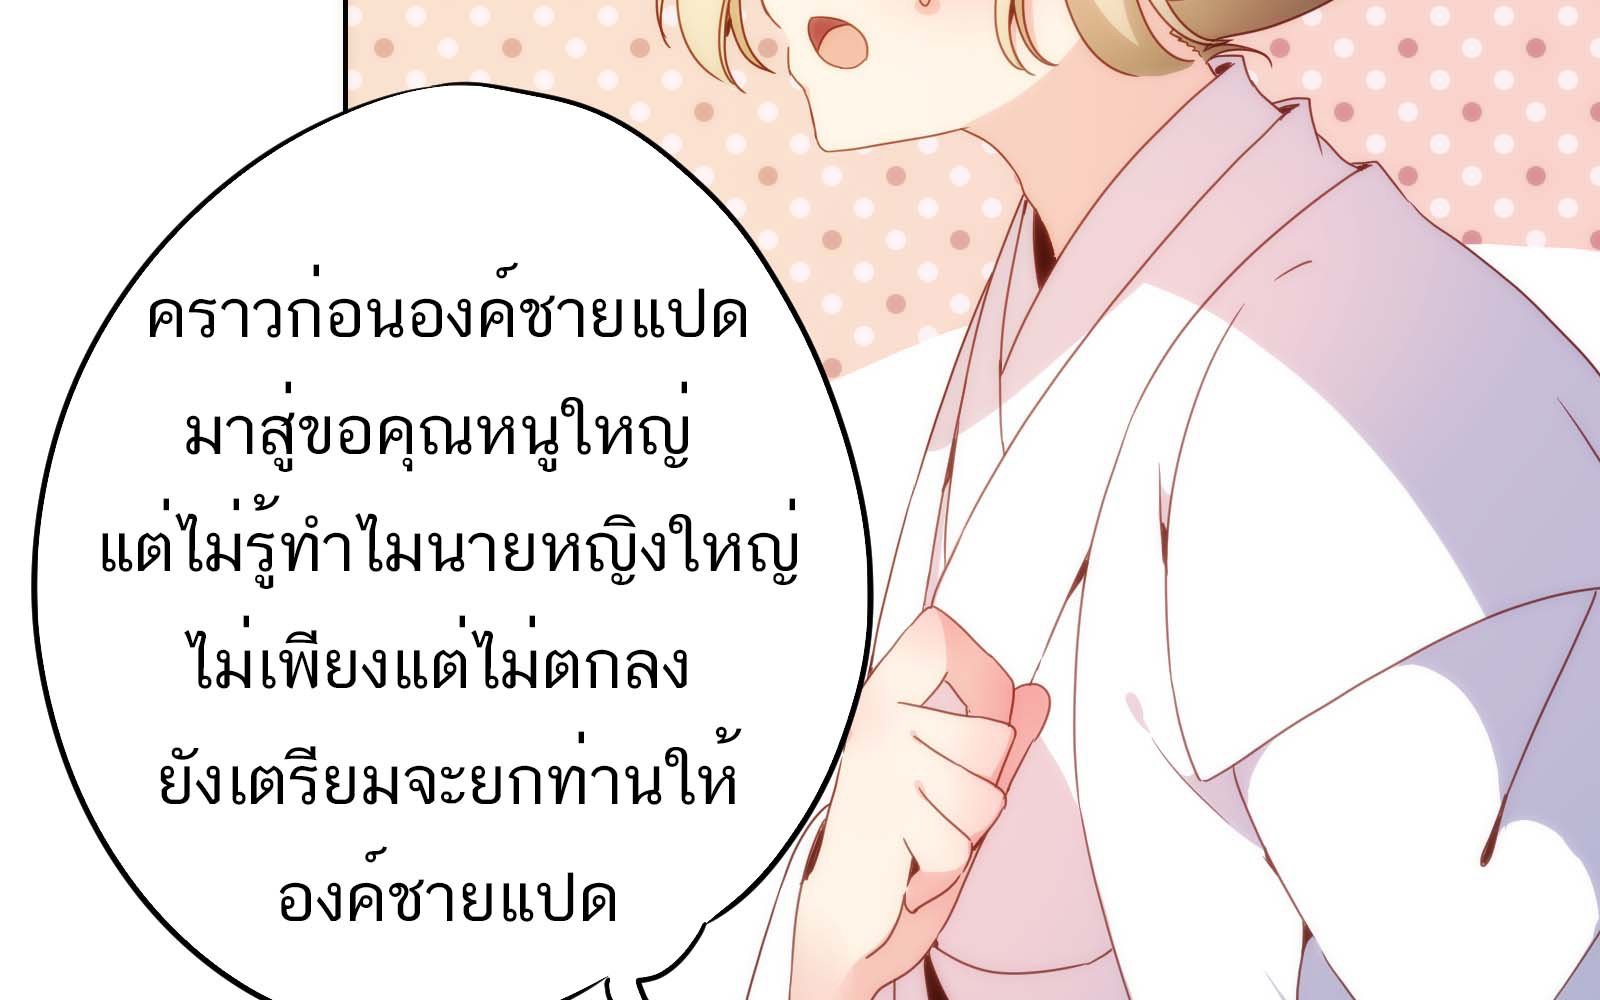 คราวก่อนองค์ชายแปด
มาสู่ขอคุณหนูใหญ่
แต่ไม่รู้ทำไมนายหญิงใหญ่
ไม่เพียงแต่ไม่ตกลง
ยังเตรียมจะยกท่านให้
องค์ชายแปด